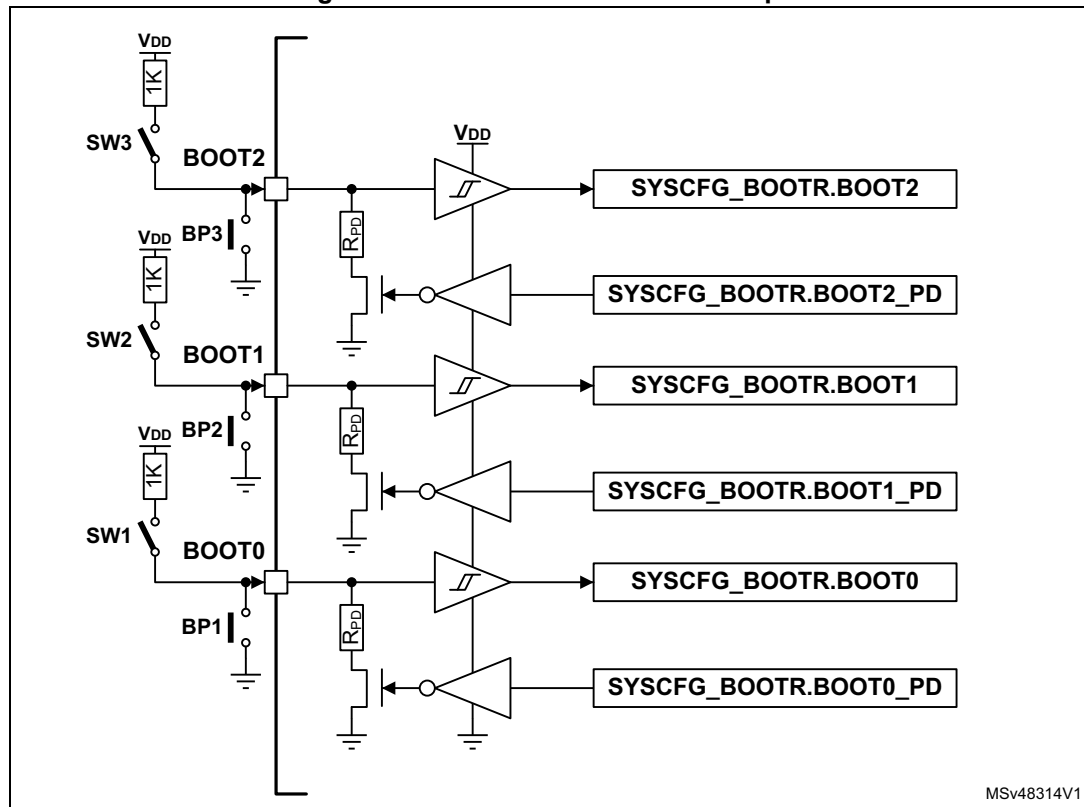 VDD
1K
SW3
BOOT2
VDD
SYSCFG_BOOTR.BOOT2
BP3
RPD
VDD
1K
SYSCFG_BOOTR.BOOT2_PD
SW2
BOOT1
SYSCFG_BOOTR.BOOT1
BP2
RPD
VDD
1K
SYSCFG_BOOTR.BOOT1_PD
SW1
BOOT0
SYSCFG_BOOTR.BOOT0
BP1
RPD
SYSCFG_BOOTR.BOOT0_PD
MSv48314V1